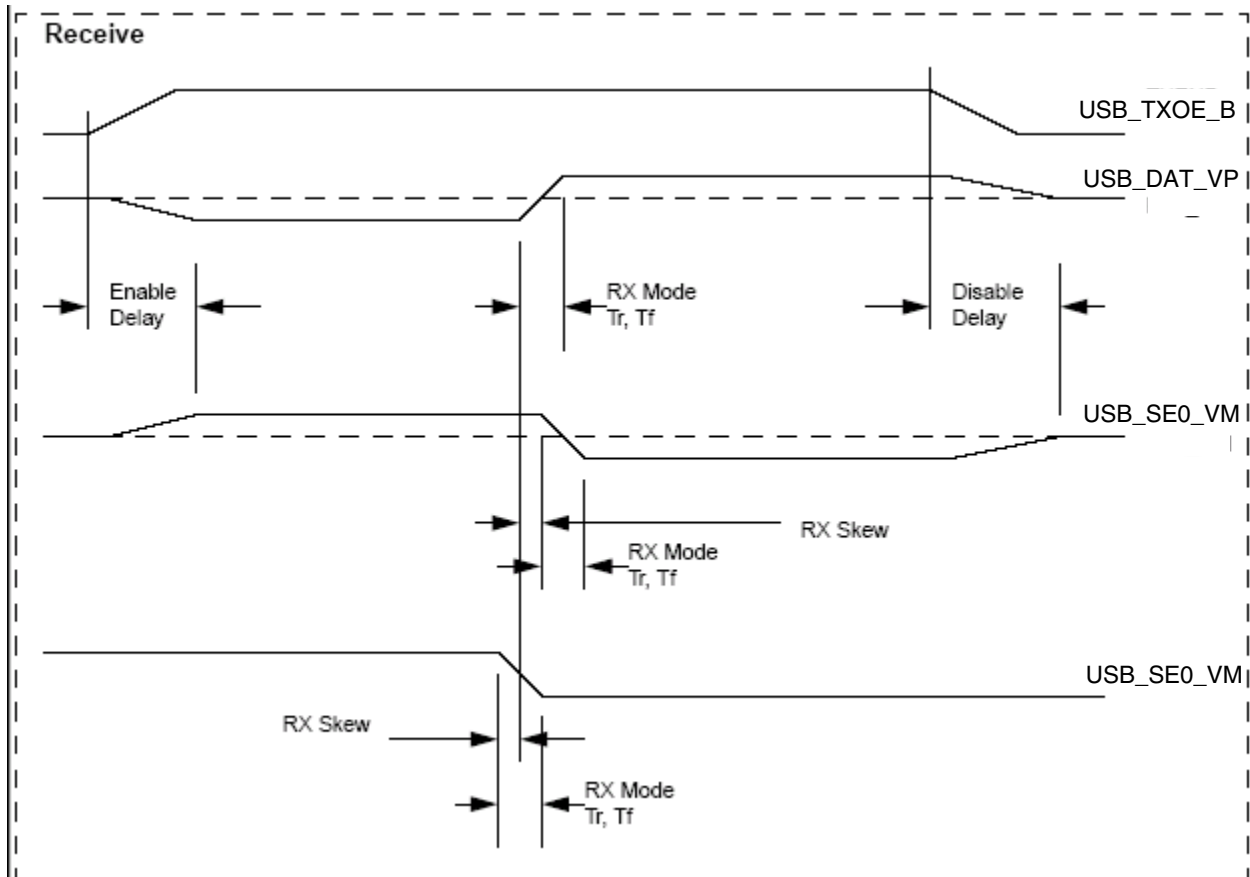 Receive
USB_TXOE_B
USB_DAT_VP
Enable
Delay
RX Mode
Tr, Tf
Disable
Delay
USB_SE0_VM
RX Skew
RX Mode
Tr, Tf
USB_SE0_VM
RX Skew
RX Mode
Tr, Tf